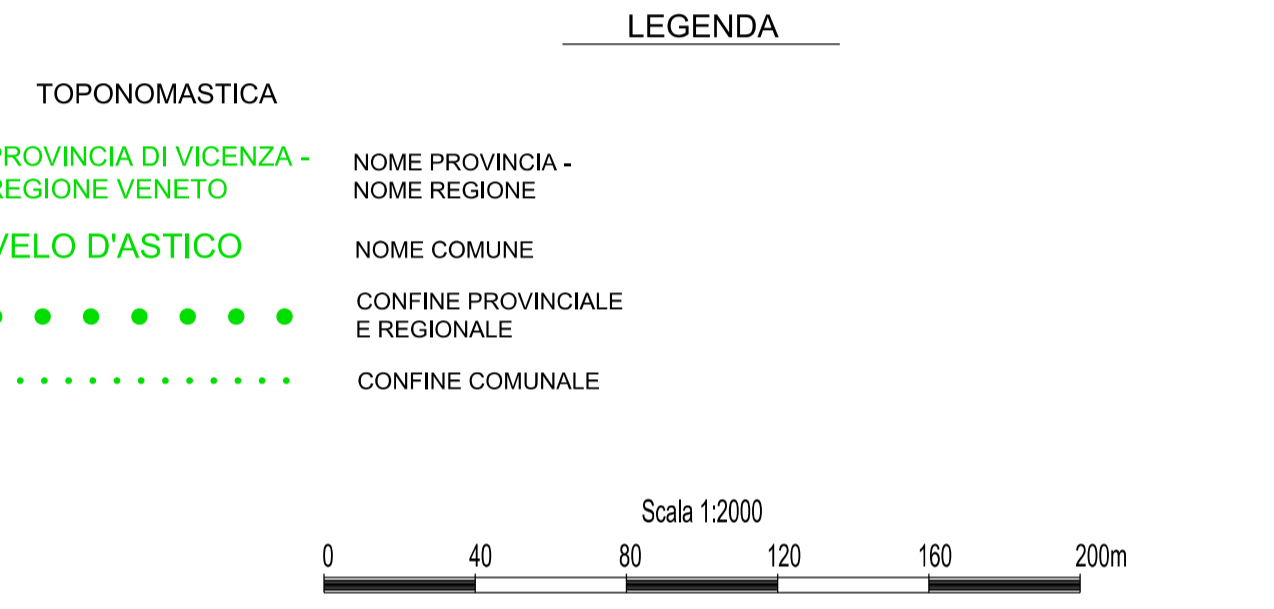 LEGENDA
TOPONOMASTICA
PROVINCIA DI VICENZA -
REGIONE VENETO
NOME PROVINCIA -
NOME REGIONE
VELO D'ASTICO
NOME COMUNE
CONFINE PROVINCIALE
E REGIONALE
CONFINE COMUNALE
Scala 1:2000
0 40 80 120 160 200m